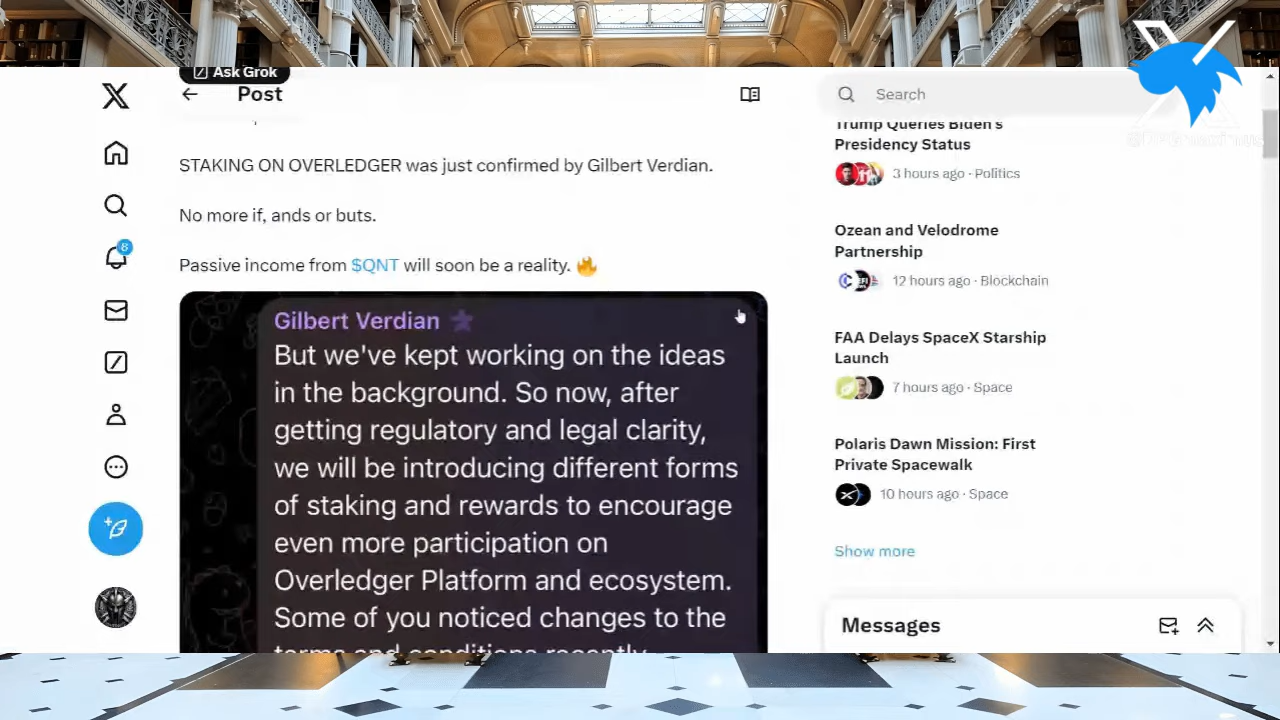 Ask Grok
Post
STAKING ON OVERLEDGER was just confirmed by Gilbert Verdian.
No more if, ands or buts.
Passive income from $QNT will soon be a reality. 🔥
Gilbert Verdian
But we've kept working on the ideas
in the background. So now, after
getting regulatory and legal clarity,
we will be introducing different forms
of staking and rewards to encourage
even more participation on
Overledger Platform and ecosystem.
Some of you noticed changes to the
terms and conditions recently
Search
Trump Queries Biden's
Presidency Status
3 hours ago · Politics
Ozean and Velodrome
Partnership
12 hours ago · Blockchain
FAA Delays SpaceX Starship
Launch
7 hours ago · Space
Polaris Dawn Mission: First
Private Spacewalk
10 hours ago · Space
Show more
Messages
8